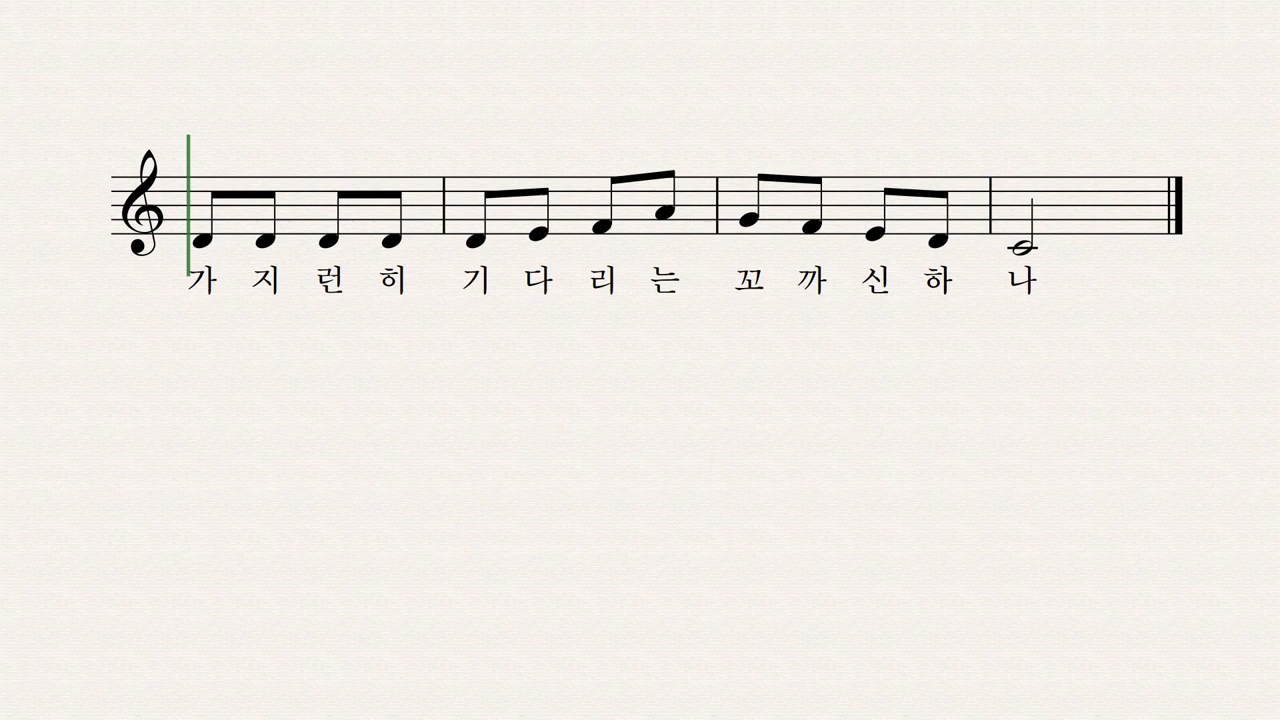 가 지 런 히 기 다 리 는 꼬 까 신 하 나